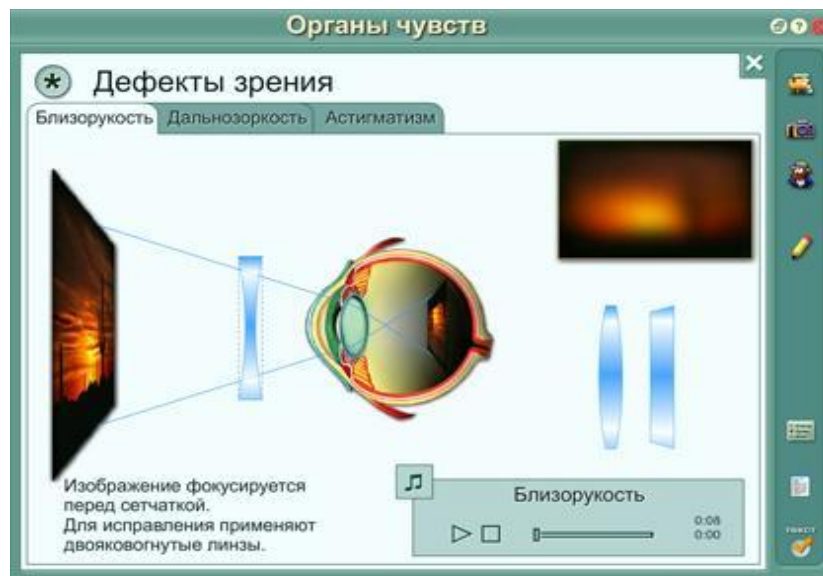 Органы чувств
Дефекты зрения
Близорукость Дальнозоркость Астигматизм
Изображение фокусируется
перед сетчаткой.
Для исправления применяют
двояковогнутые линзы.
Близорукость
0:08
0:00